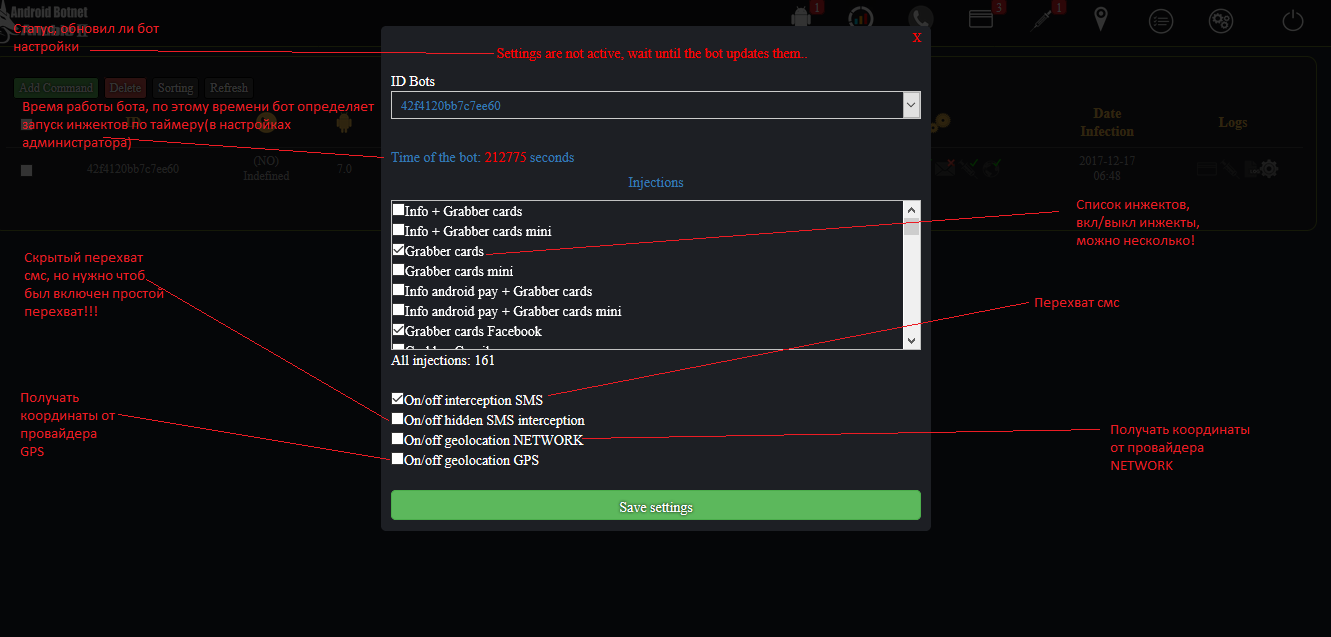 Android Botnet
1
3
1
Статус, обновил ли бот
настройки
X
Settings are not active, wait until the bot updates them..
Add Command
Delete
Sorting
Refresh
ID Bots
42f4120bb7c7ee60
Время работы бота, по этому времени бот определяет
запуск инжектов по таймеру(в настройках
администратора)
ID
Date
Infection
Logs
42f4120bb7c7ee60
(NO)
Indefined
7.0
2017-12-17
06:48
Time of the bot: 212775 seconds
Injections
Info + Grabber cards
Info + Grabber cards mini
Grabber cards
Grabber cards mini
Info android pay + Grabber cards
Info android pay + Grabber cards mini
Grabber cards Facebook
All injections: 161
Список инжектов,
вкл/выкл инжекты,
можно несколько!
Скрытый перехват
смс, но нужно чтоб
был включен простой
перехват!!!
Перехват смс
On/off interception SMS
On/off hidden SMS interception
On/off geolocation NETWORK
On/off geolocation GPS
Получать
координаты от
провайдера
GPS
Получать координаты
от провайдера
NETWORK
Save settings